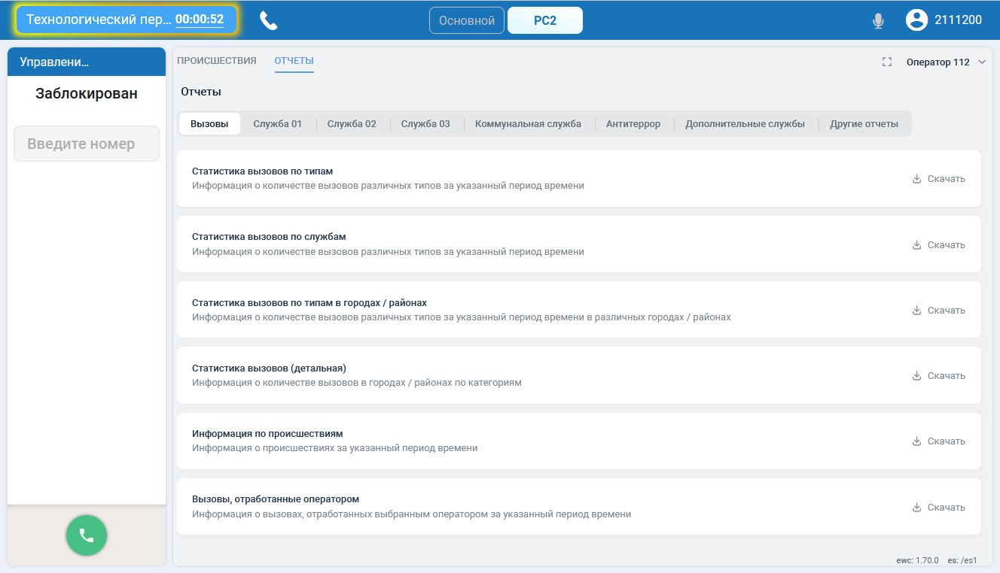 Технологический пер... 00:00:52
Основной
РС2
2111200
Управлени...
Заблокирован
Введите номер
ПРОИСШЕСТВИЯ
ОТЧЕТЫ
Оператор 112
Отчеты
Вызовы
Служба 01
Служба 02
Служба 03
Коммунальная служба
Антитеррор
Дополнительные службы
Другие отчеты
Статистика вызовов по типам
Информация о количестве вызовов различных типов за указанный период времени
Скачать
Статистика вызовов по службам
Информация о количестве вызовов различных типов за указанный период времени
Скачать
Статистика вызовов по типам в городах / районах
Информация о количестве вызовов различных типов за указанный период времени в различных городах / районах
Скачать
Статистика вызовов (детальная)
Информация о количестве вызовов в городах / районах по категориям
Скачать
Информация по происшествиям
Информация о происшествиях за указанный период времени
Скачать
Вызовы, отработанные оператором
Информация о вызовах, отработанных выбранным оператором за указанный период времени
Скачать
ewc: 1.70.0 es: /es1